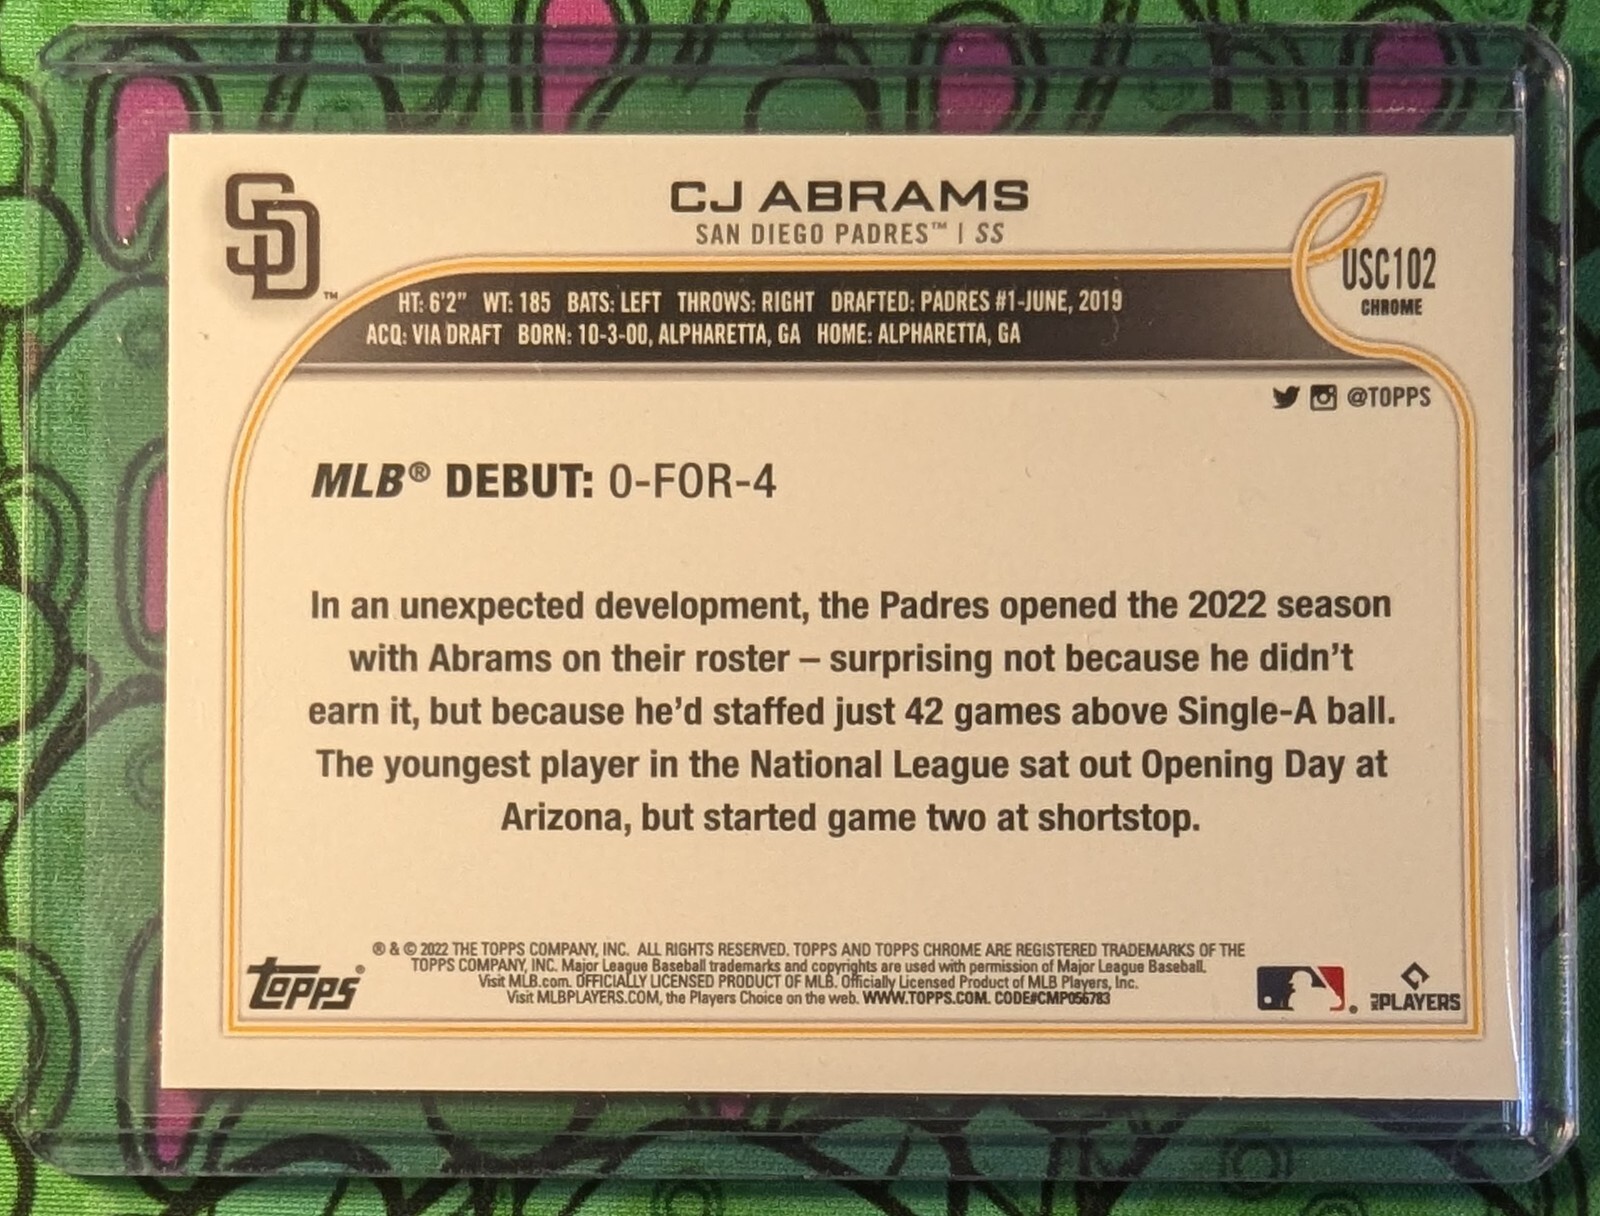 SD™
CJ ABRAMS
SAN DIEGO PADRES™ | SS
USC102
CHROME
HT: 6'2" WT: 185 BATS: LEFT THROWS: RIGHT DRAFTED: PADRES #1-JUNE, 2019
ACQ: VIA DRAFT BORN: 10-3-00, ALPHARETTA, GA HOME: ALPHARETTA, GA
@TOPPS
MLB® DEBUT: 0-FOR-4
In an unexpected development, the Padres opened the 2022 season
with Abrams on their roster – surprising not because he didn't
earn it, but because he'd staffed just 42 games above Single-A ball.
The youngest player in the National League sat out Opening Day at
Arizona, but started game two at shortstop.
® & © 2022 THE TOPPS COMPANY, INC. ALL RIGHTS RESERVED. TOPPS AND TOPPS CHROME ARE REGISTERED TRADEMARKS OF THE
TOPPS COMPANY, INC. Major League Baseball trademarks and copyrights are used with permission of Major League Baseball.
Visit MLB.com. OFFICIALLY LICENSED PRODUCT OF MLB. Officially Licensed Product of MLB Players, Inc.
Visit MLBPLAYERS.COM, the Players Choice on the web. WWW.TOPPS.COM. CODE#CMP056783
Topps®
PLAYERS